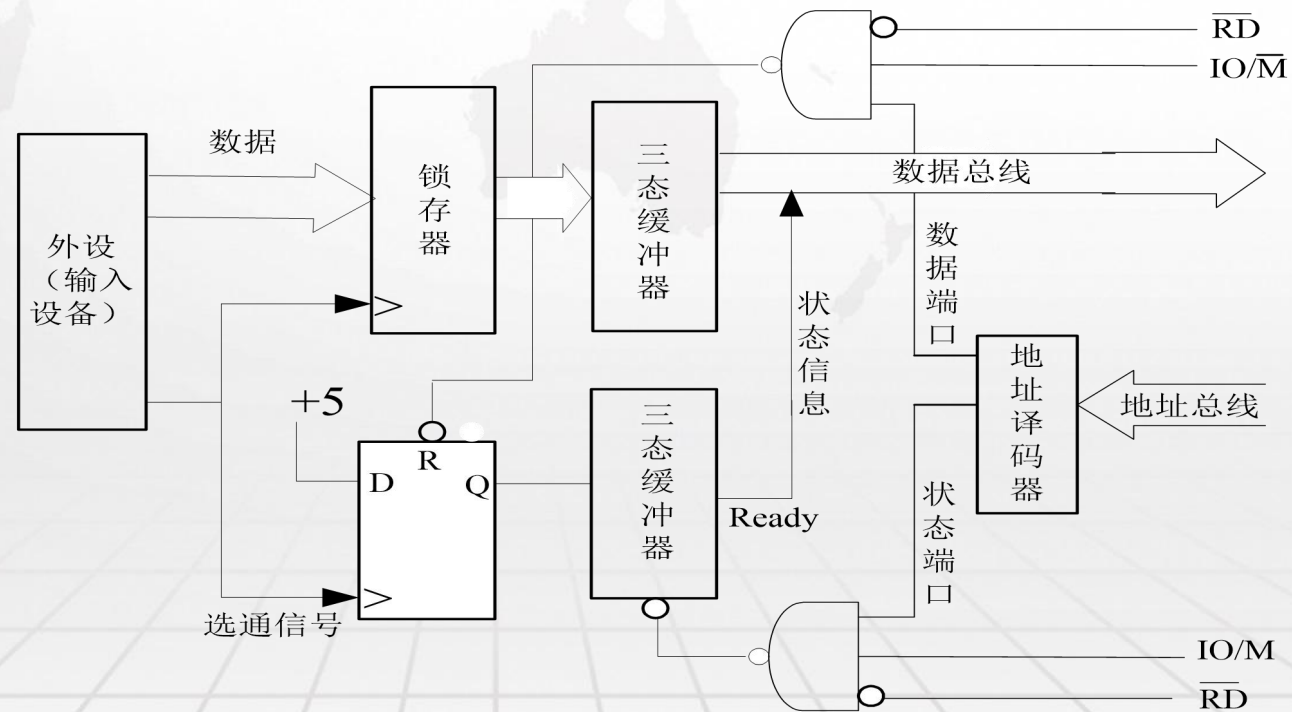 R̅D̅
IO/M̅
数据
三态缓冲器
锁存器
数据总线
外设
（输入
设备）
数据端口
状态信息
地址译码器
地址总线
+5
三态缓冲器
R
D
Q
Ready
状态端口
选通信号
IO/M
R̅D̅